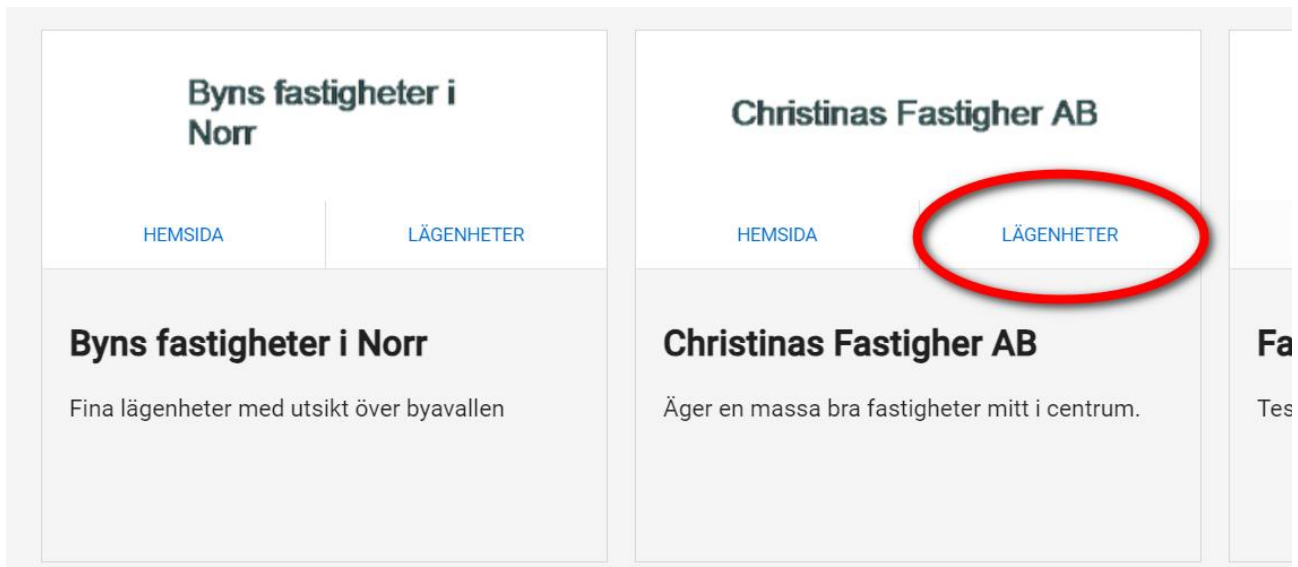 Byns fastigheter i
Norr
HEMSIDA
LÄGENHETER
Byns fastigheter i Norr
Fina lägenheter med utsikt över byavallen
Christinas Fastigher AB
HEMSIDA
LÄGENHETER
Christinas Fastigher AB
Äger en massa bra fastigheter mitt i centrum.